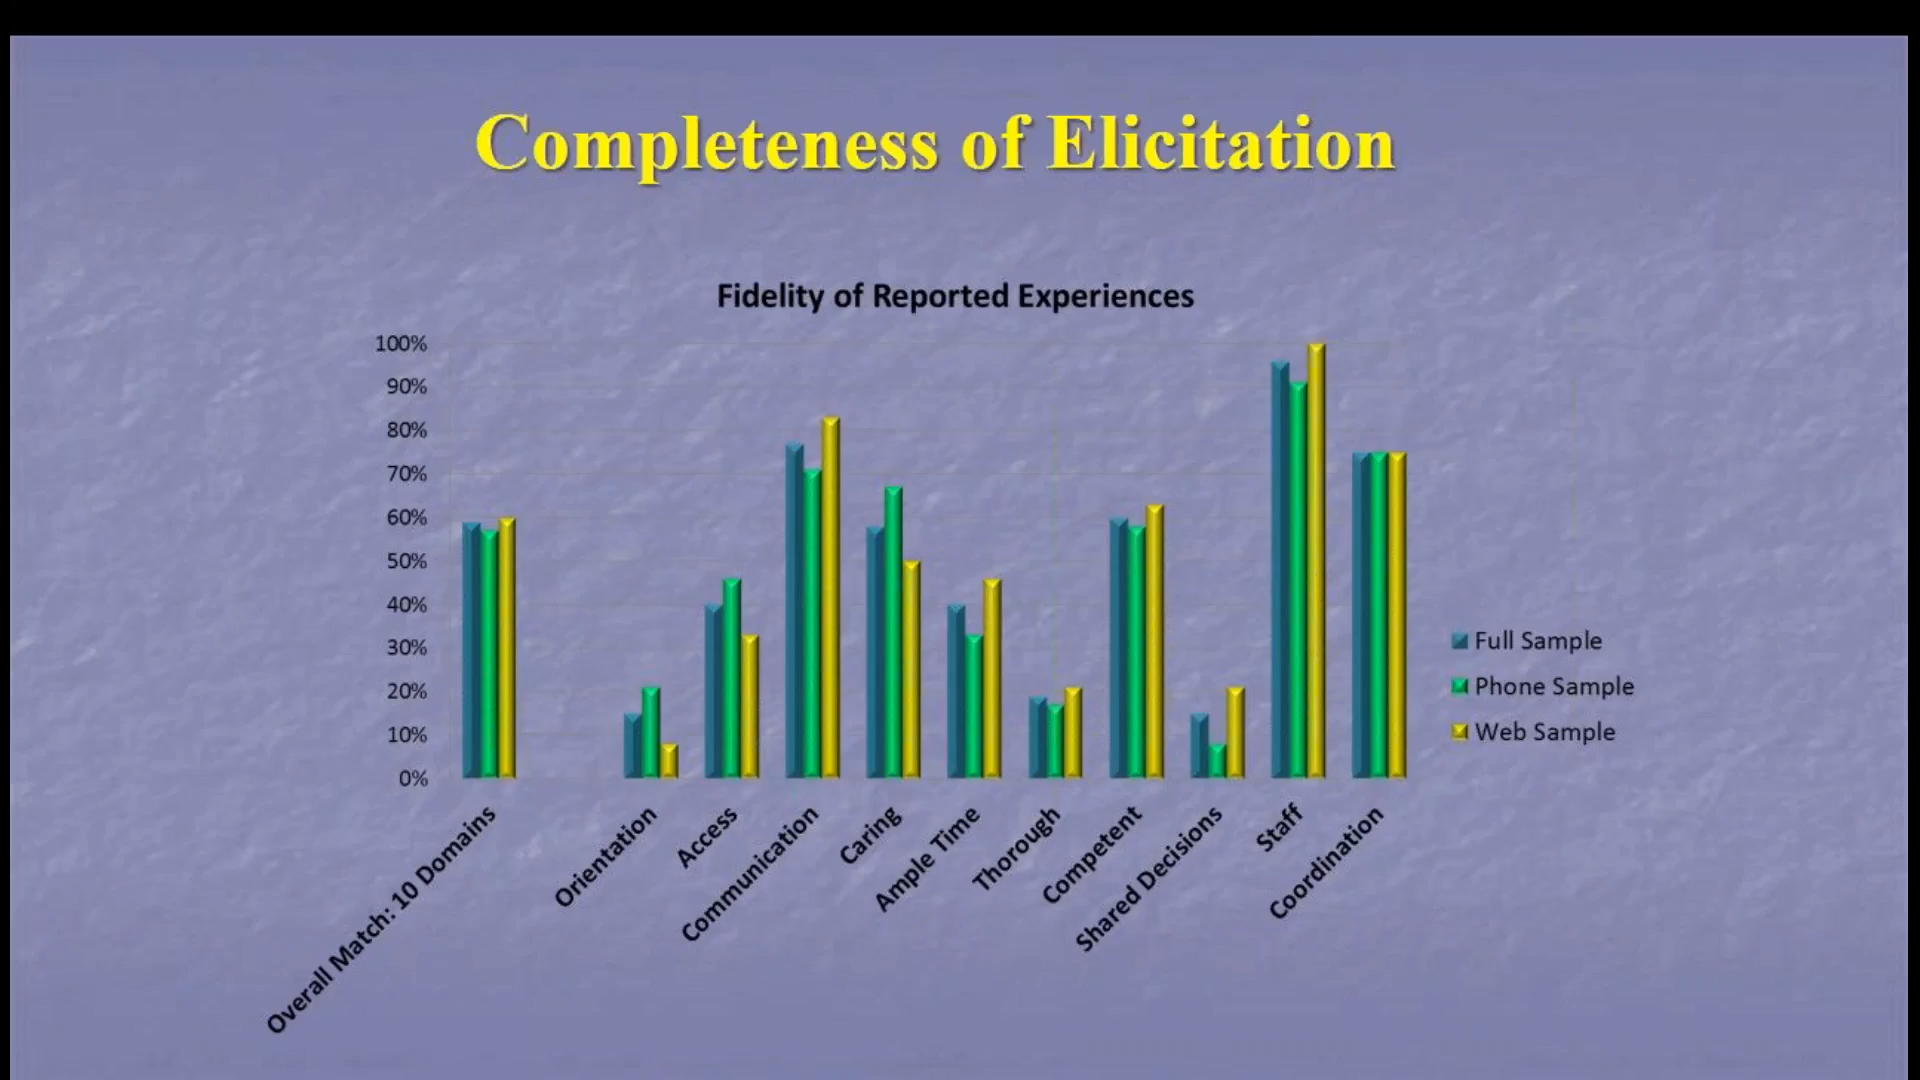 Completeness of Elicitation
Fidelity of Reported Experiences
100%
90%
80%
70%
60%
50%
40%
30%
20%
10%
0%
Overall Match: 10 Domains
Orientation
Access
Communication
Caring
Ample Time
Thorough
Competent
Shared Decisions
Staff
Coordination
Full Sample
Phone Sample
Web Sample